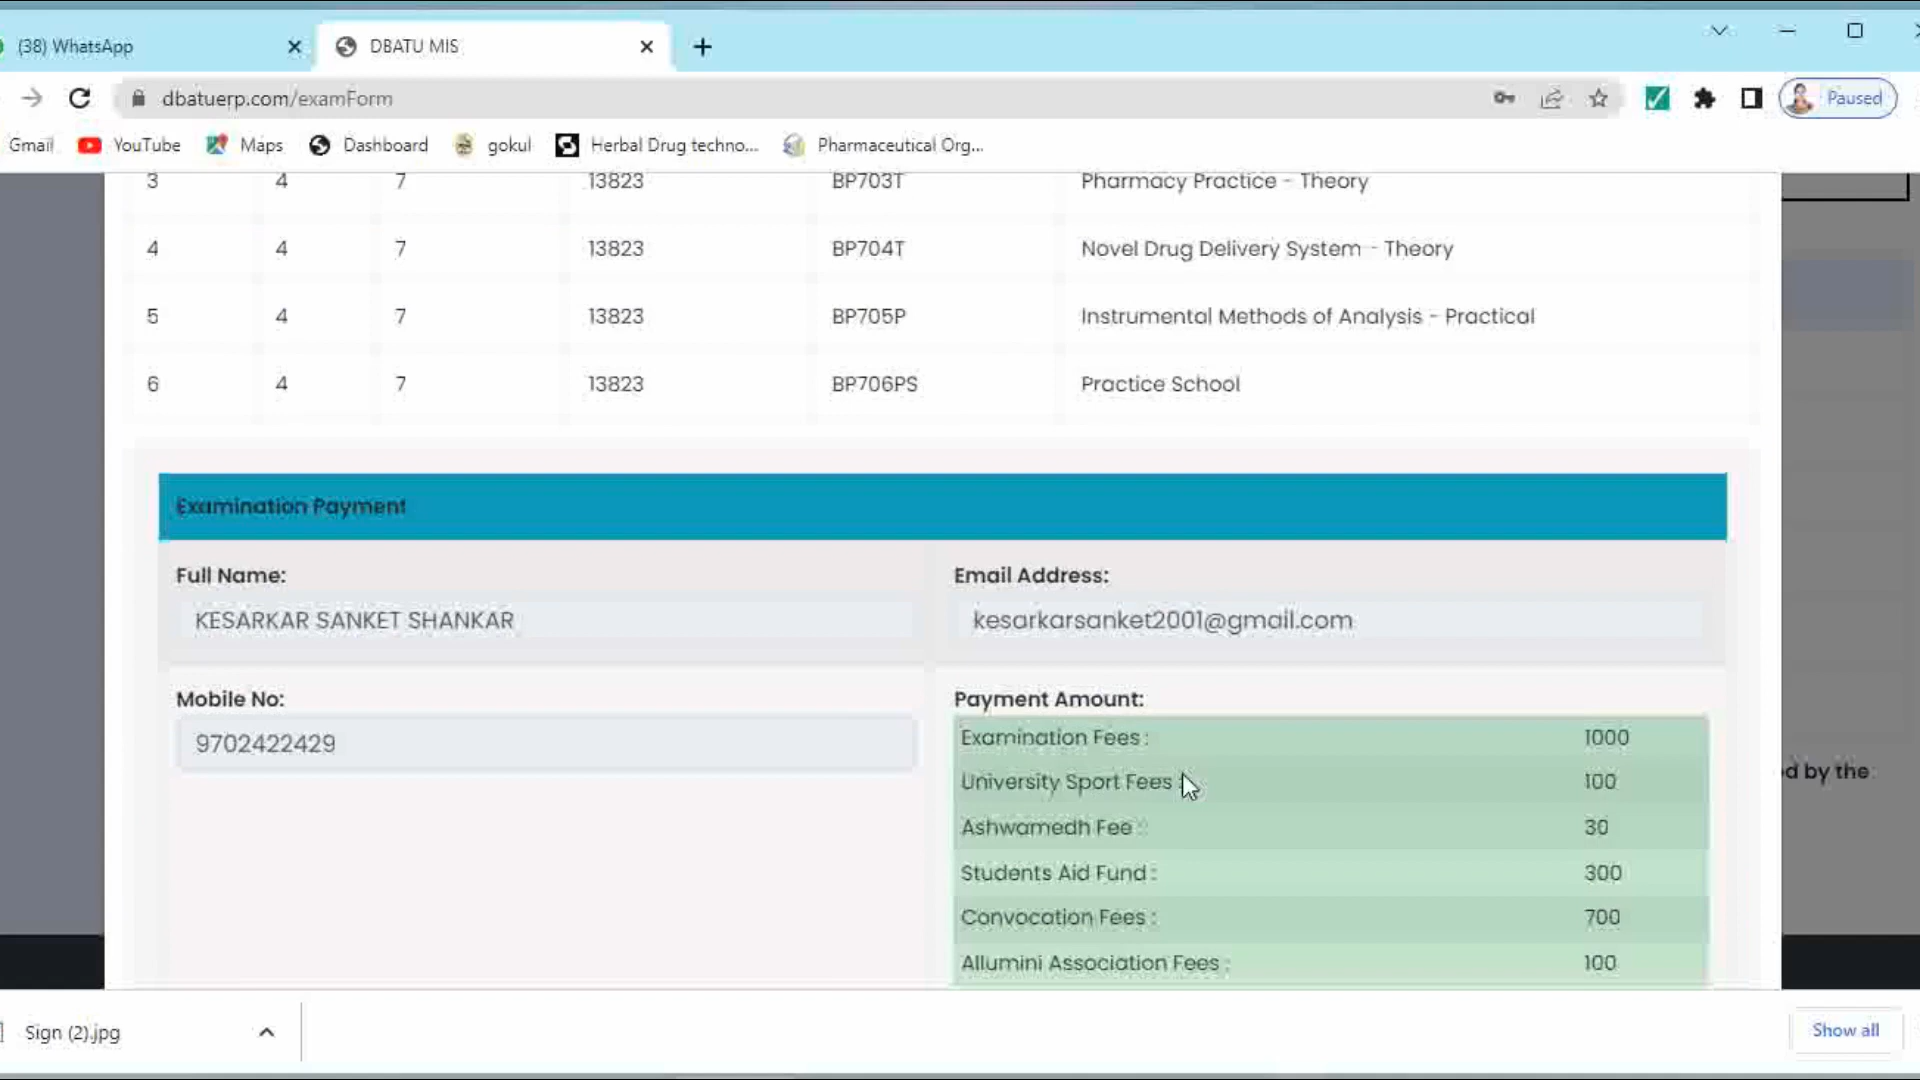 (38) WhatsApp
DBATU MIS
dbatuerp.com/examForm
Paused
Gmail YouTube Maps Dashboard gokul Herbal Drug techno... Pharmaceutical Org...
3 4 7 13823 BP703T Pharmacy Practice - Theory
4 4 7 13823 BP704T Novel Drug Delivery System - Theory
5 4 7 13823 BP705P Instrumental Methods of Analysis - Practical
6 4 7 13823 BP706PS Practice School
Examination Payment
Full Name: Email Address:
KESARKAR SANKET SHANKAR kesarkarsanket2001@gmail.com
Mobile No: Payment Amount:
9702422429
Examination Fees : 1000
University Sport Fees : 100
d by the
Ashwamedh Fee : 30
Students Aid Fund : 300
Convocation Fees : 700
Allumini Association Fees : 100
Sign (2).jpg
Show all